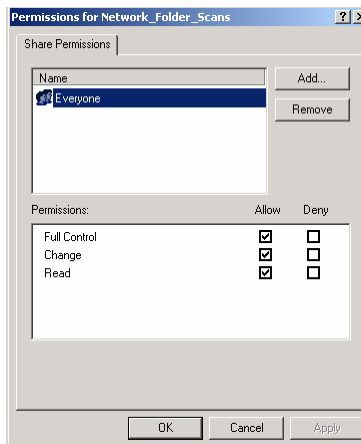 Permissions for Network_Folder_Scans
Share Permissions
Name
Everyone
Add...
Remove
Permissions: Allow Deny
Full Control
Change
Read
OK Cancel Apply